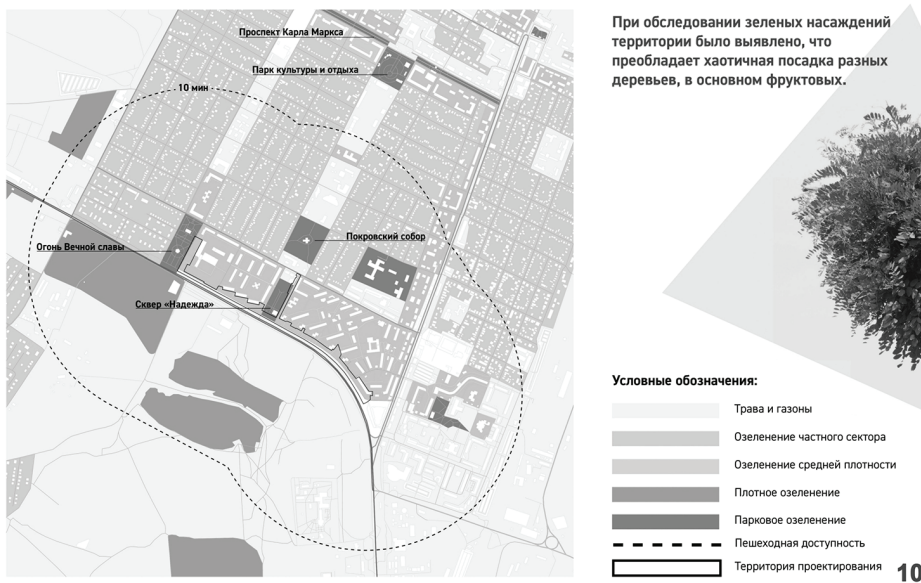 Проспект Карла Маркса
Парк культуры и отдыха
10 мин
Покровский собор
Огонь Вечной славы
Сквер «Надежда»
При обследовании зеленых насаждений
территории было выявлено, что
преобладает хаотичная посадка разных
деревьев, в основном фруктовых.
Условные обозначения:
Трава и газоны
Озеленение частного сектора
Озеленение средней плотности
Плотное озеленение
Парковое озеленение
Пешеходная доступность
Территория проектирования
10